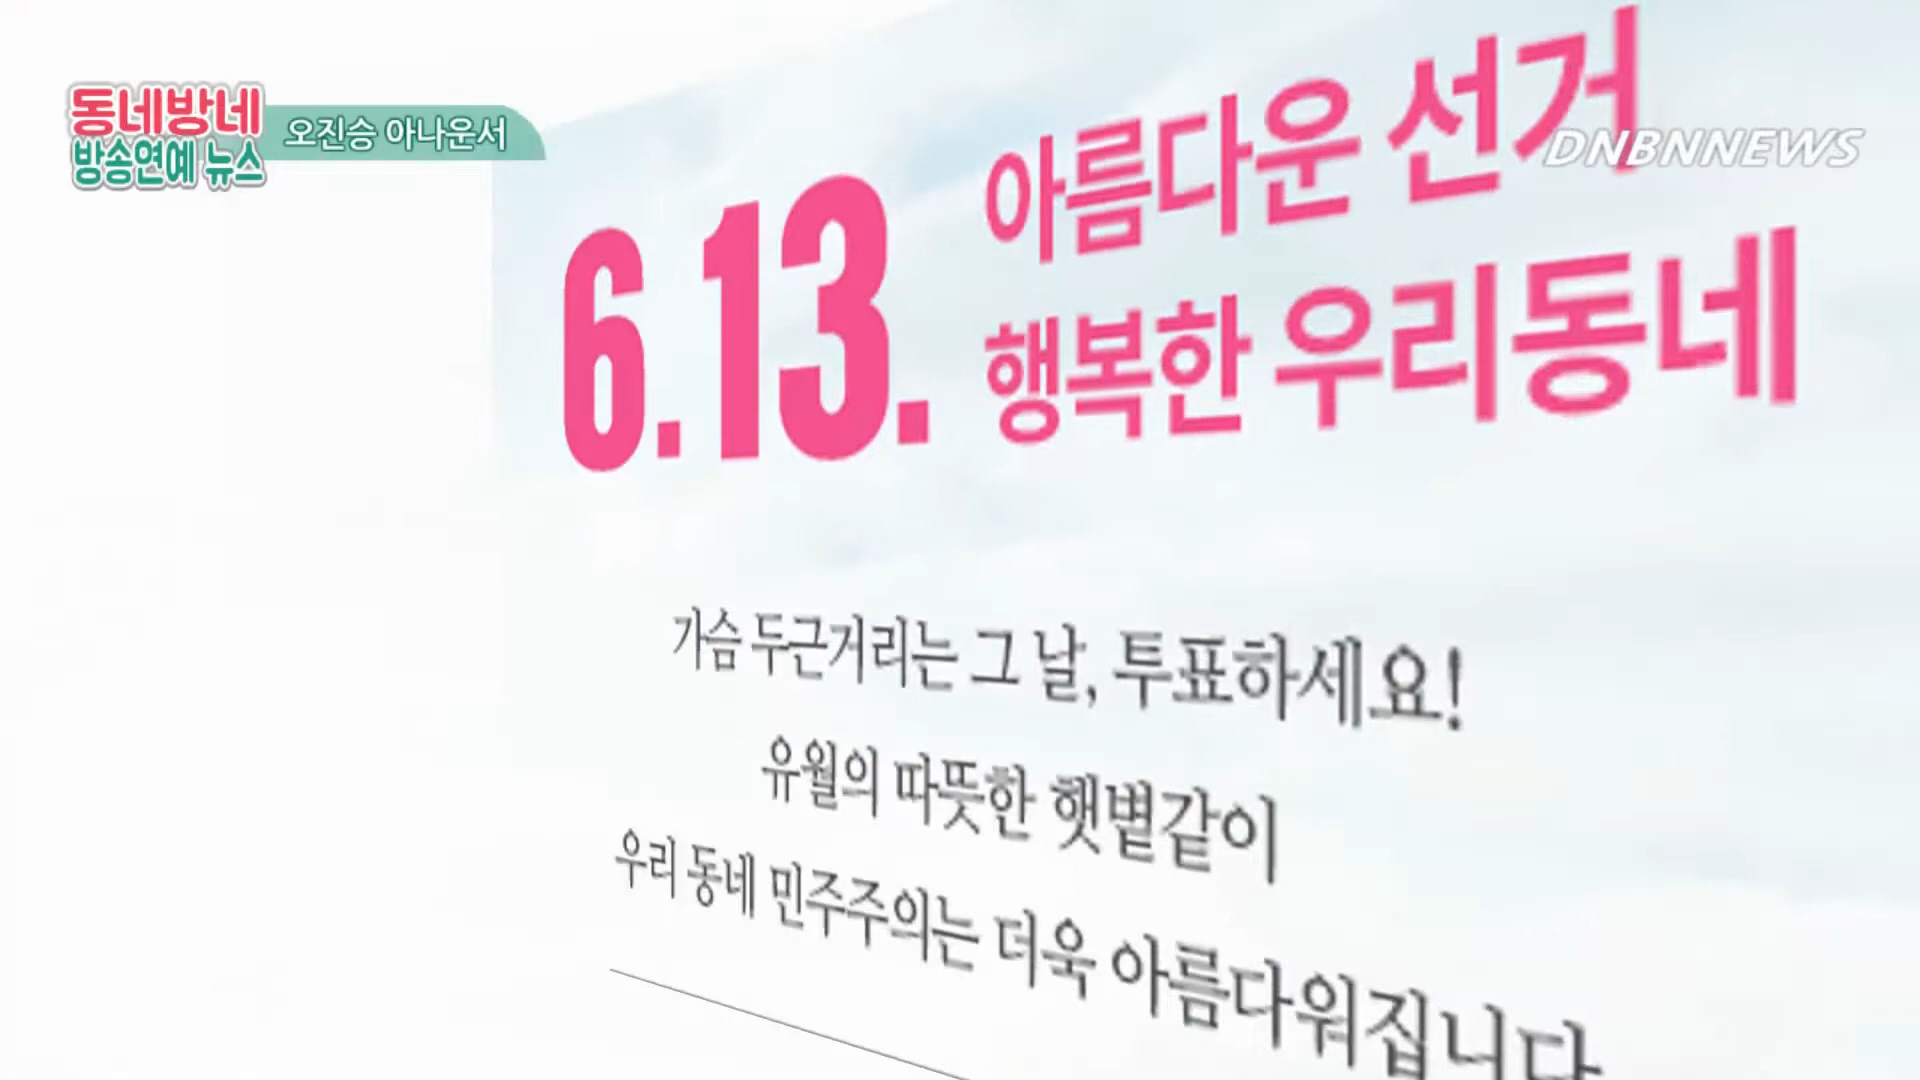 동네방네
방송연예 뉴스
오진승 아나운서
DNBNNEWS
6.13.
아름다운 선거
행복한 우리동네
가슴 두근거리는 그 날, 투표하세요!
유월의 따뜻한 햇볕같이
우리 동네 민주주의는 더욱 아름다워집니다